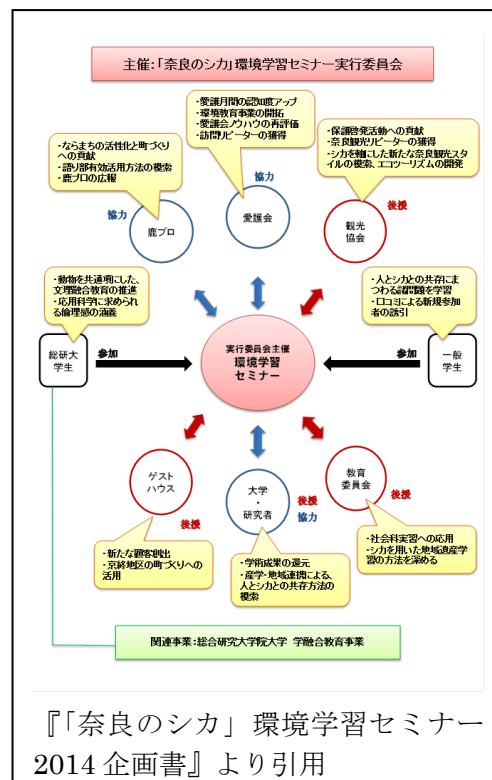 主催:「奈良のシカ」環境学習セミナー実行委員会
・愛護月間の認知度アップ
・環境教育事業の開拓
・愛護会ノウハウの再評価
・訪問リピーターの獲得
・ならまちの活性化と町づくり
への貢献
・語り部有効活用方法の模索
・鹿プロの広報
・保護啓発活動への貢献
・奈良観光リピーターの獲得
・シカを軸にした新たな奈良観光スタ
イルの模索、エコツーリズムの開発
協力
鹿プロ
協力
愛護会
後援
観光
協会
・動物を共通項にした、
文理融合教育の推進
・応用科学に求められ
る倫理感の涵養
・人とシカとの共存にま
つわる諸問題を学習
・口コミによる新規参加
者の誘引
総研大
学生
参加
実行委員会主催
環境学習
セミナー
参加
一般
学生
ゲスト
ハウス
後援
大学
・
研究者
後援
協力
教育
委員会
後援
・新たな顧客創出
・京終地区の町づくりへの
活用
・学術成果の還元
・産学・地域連携による、
人とシカとの共存方法の
模索
・社会科実習への応用
・シカを用いた地域遺産学
習の方法を深める
関連事業:総合研究大学院大学 学融合教育事業
『「奈良のシカ」環境学習セミナー
2014 企画書』より引用